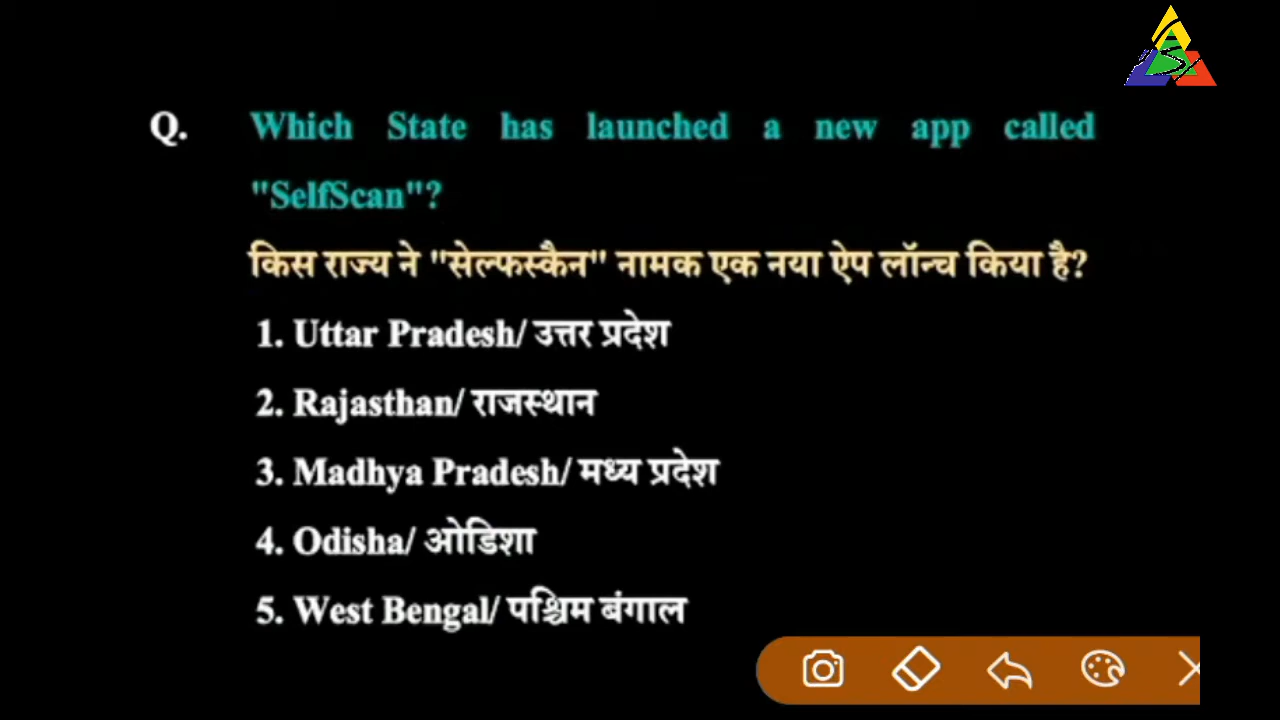 Q. Which State has launched a new app called
"SelfScan"?
किस राज्य ने "सेल्फस्कैन" नामक एक नया ऐप लॉन्च किया है?
1. Uttar Pradesh/ उत्तर प्रदेश
2. Rajasthan/ राजस्थान
3. Madhya Pradesh/ मध्य प्रदेश
4. Odisha/ ओडिशा
5. West Bengal/ पश्चिम बंगाल